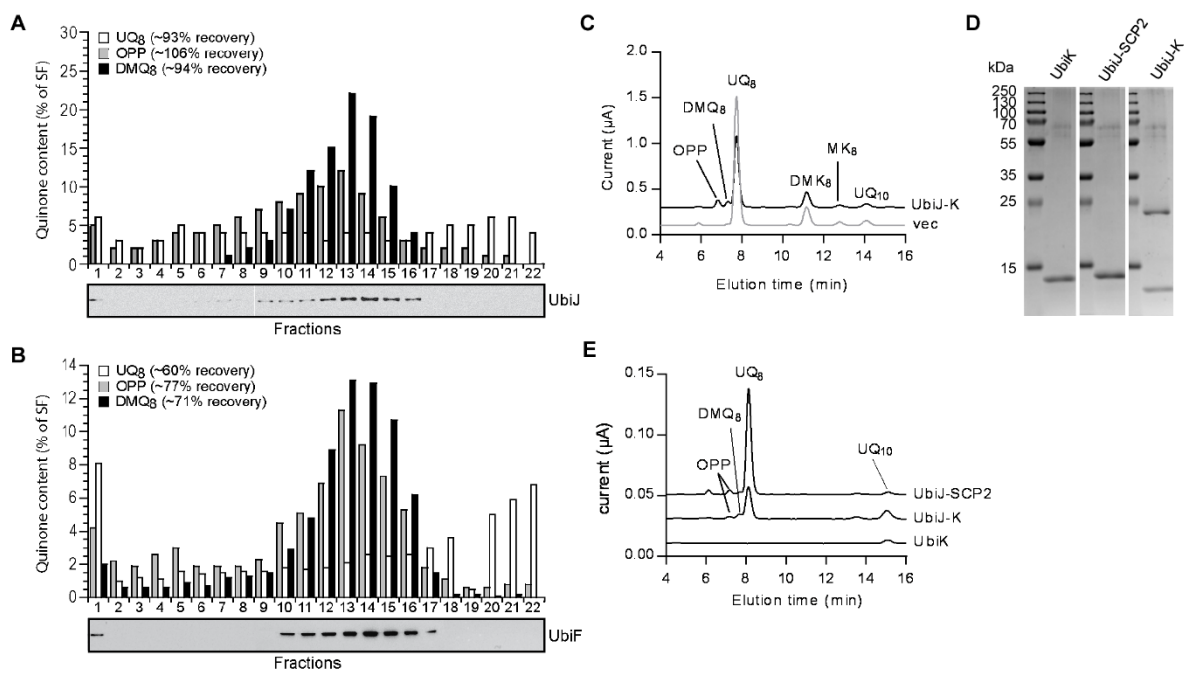 A
UQ8 (~93% recovery)
OPP (~106% recovery)
DMQ8 (~94% recovery)
Quinone content (% of SF)
30
25
20
15
10
5
0
1 2 3 4 5 6 7 8 9 10 11 12 13 14 15 16 17 18 19 20 21 22
UbiJ
Fractions
B
UQ8 (~60% recovery)
OPP (~77% recovery)
DMQ8 (~71% recovery)
Quinone content (% of SF)
14
12
10
8
6
4
2
0
1 2 3 4 5 6 7 8 9 10 11 12 13 14 15 16 17 18 19 20 21 22
UbiF
Fractions
C
Current (µA)
2.0
1.5
1.0
0.5
0.0
UQ8
DMQ8
OPP
MK8
DMK8
UQ10
UbiJ-K
vec
4 6 8 10 12 14 16
Elution time (min)
D
kDa
UbiK
UbiJ-SCP2
UbiJ-K
250
130
100
70
55
35
25
15
E
current (µA)
0.15
0.10
0.05
0.00
UQ8
DMQ8
OPP
UQ10
UbiJ-SCP2
UbiJ-K
UbiK
4 6 8 10 12 14 16
Elution time (min)